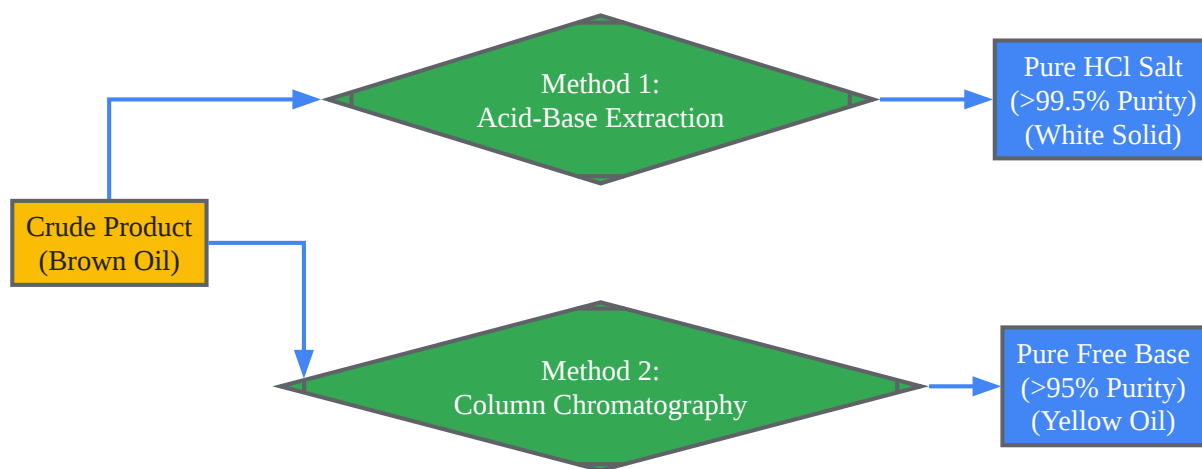 Method 1:
Acid-Base Extraction
Pure HCl Salt
(>99.5% Purity)
(White Solid)
Crude Product
(Brown Oil)
Method 2:
Column Chromatography
Pure Free Base
(>95% Purity)
(Yellow Oil)